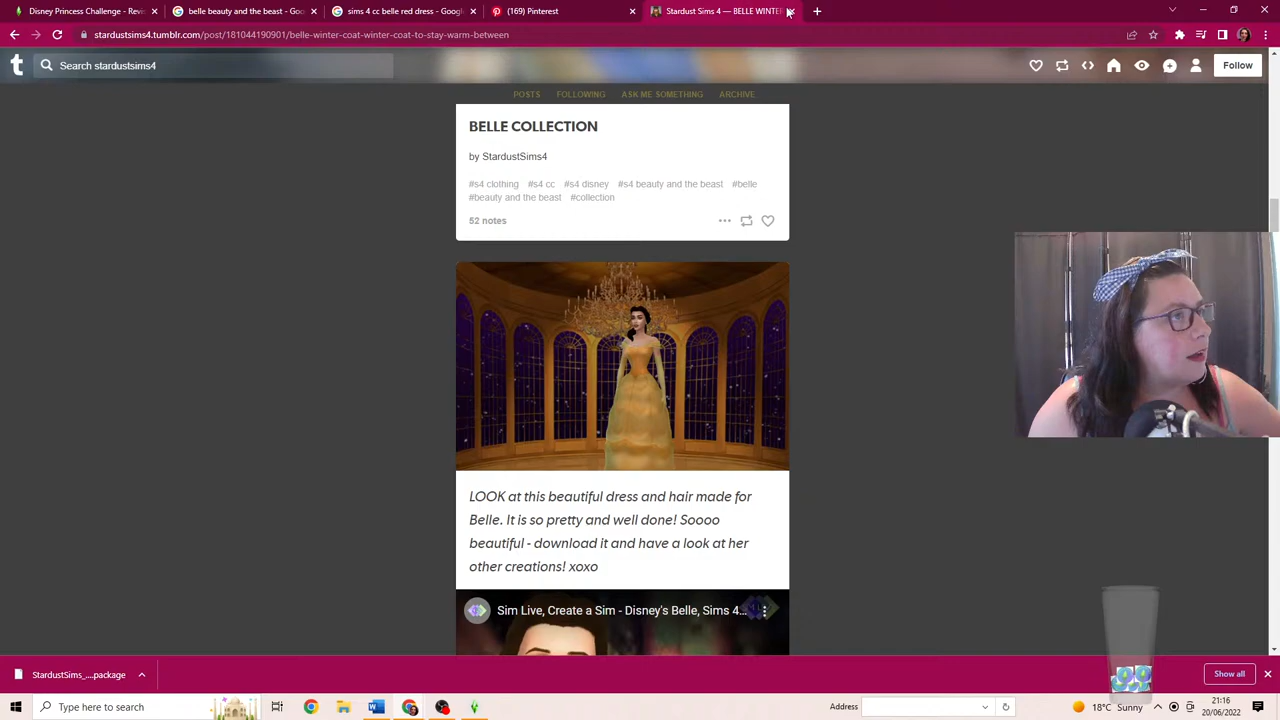 Disney Princess Challenge - Revi
belle beauty and the beast - Goo
sims 4 cc belle red dress - Googl
(169) Pinterest
Stardust Sims 4 — BELLE WINTER
stardustsims4.tumblr.com/post/181044190901/belle-winter-coat-winter-coat-to-stay-warm-between
t
Search stardustsims4
Follow
POSTS FOLLOWING ASK ME SOMETHING ARCHIVE
BELLE COLLECTION
by StardustSims4
#s4 clothing #s4 cc #s4 disney #s4 beauty and the beast #belle
#beauty and the beast #collection
52 notes
LOOK at this beautiful dress and hair made for
Belle. It is so pretty and well done! Soooo
beautiful - download it and have a look at her
other creations! xoxo
Sim Live, Create a Sim - Disney's Belle, Sims 4...
StardustSims_....package
Show all
Type here to search
Address
18°C Sunny
21:16
20/06/2022